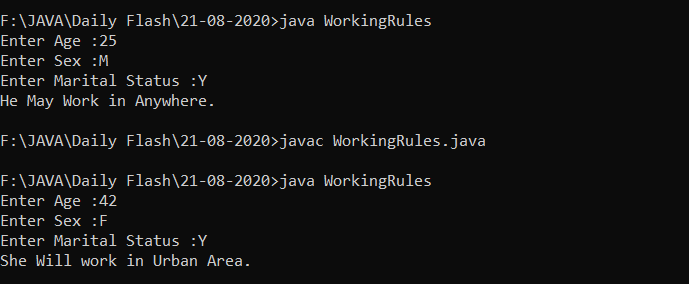 F:\JAVA\Daily Flash\21-08-2020>java WorkingRules
Enter Age :25
Enter Sex :M
Enter Marital Status :Y
He May Work in Anywhere.
F:\JAVA\Daily Flash\21-08-2020>javac WorkingRules.java
F:\JAVA\Daily Flash\21-08-2020>java WorkingRules
Enter Age :42
Enter Sex :F
Enter Marital Status :Y
She Will work in Urban Area.